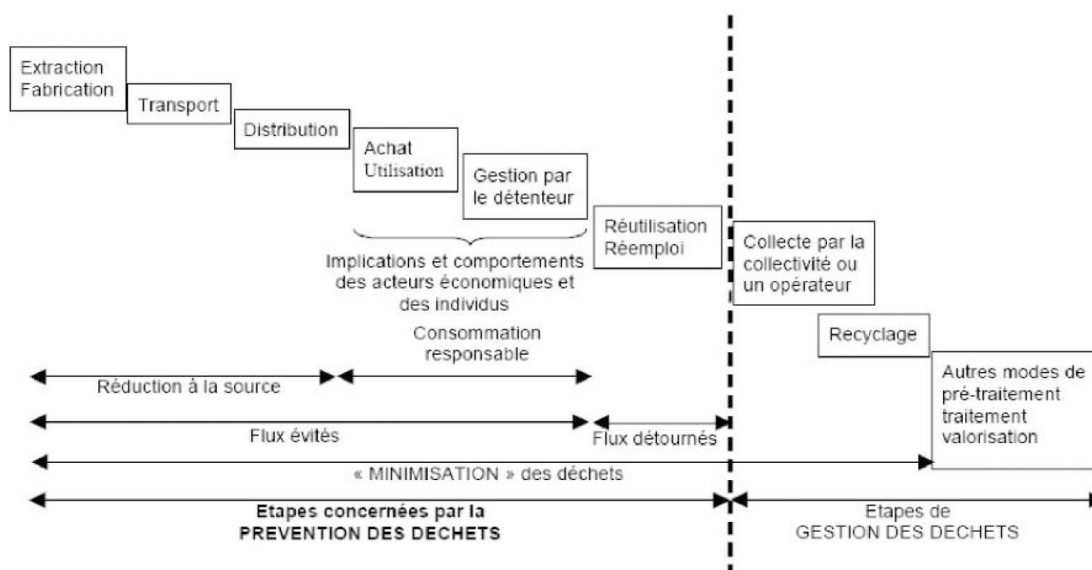 Extraction
Fabrication
Transport
Distribution
Achat
Utilisation
Gestion par
le détenteur
Réutilisation
Réemploi
Collecte par la
collectivité ou
un opérateur
Recyclage
Autres modes de
pré-traitement
traitement
valorisation
Implications et comportements
des acteurs économiques et
des individus
Consommation
responsable
Réduction à la source
Flux évités
Flux détournés
« MINIMISATION » des déchets
Etapes concernées par la
PREVENTION DES DECHETS
Etapes de
GESTION DES DECHETS